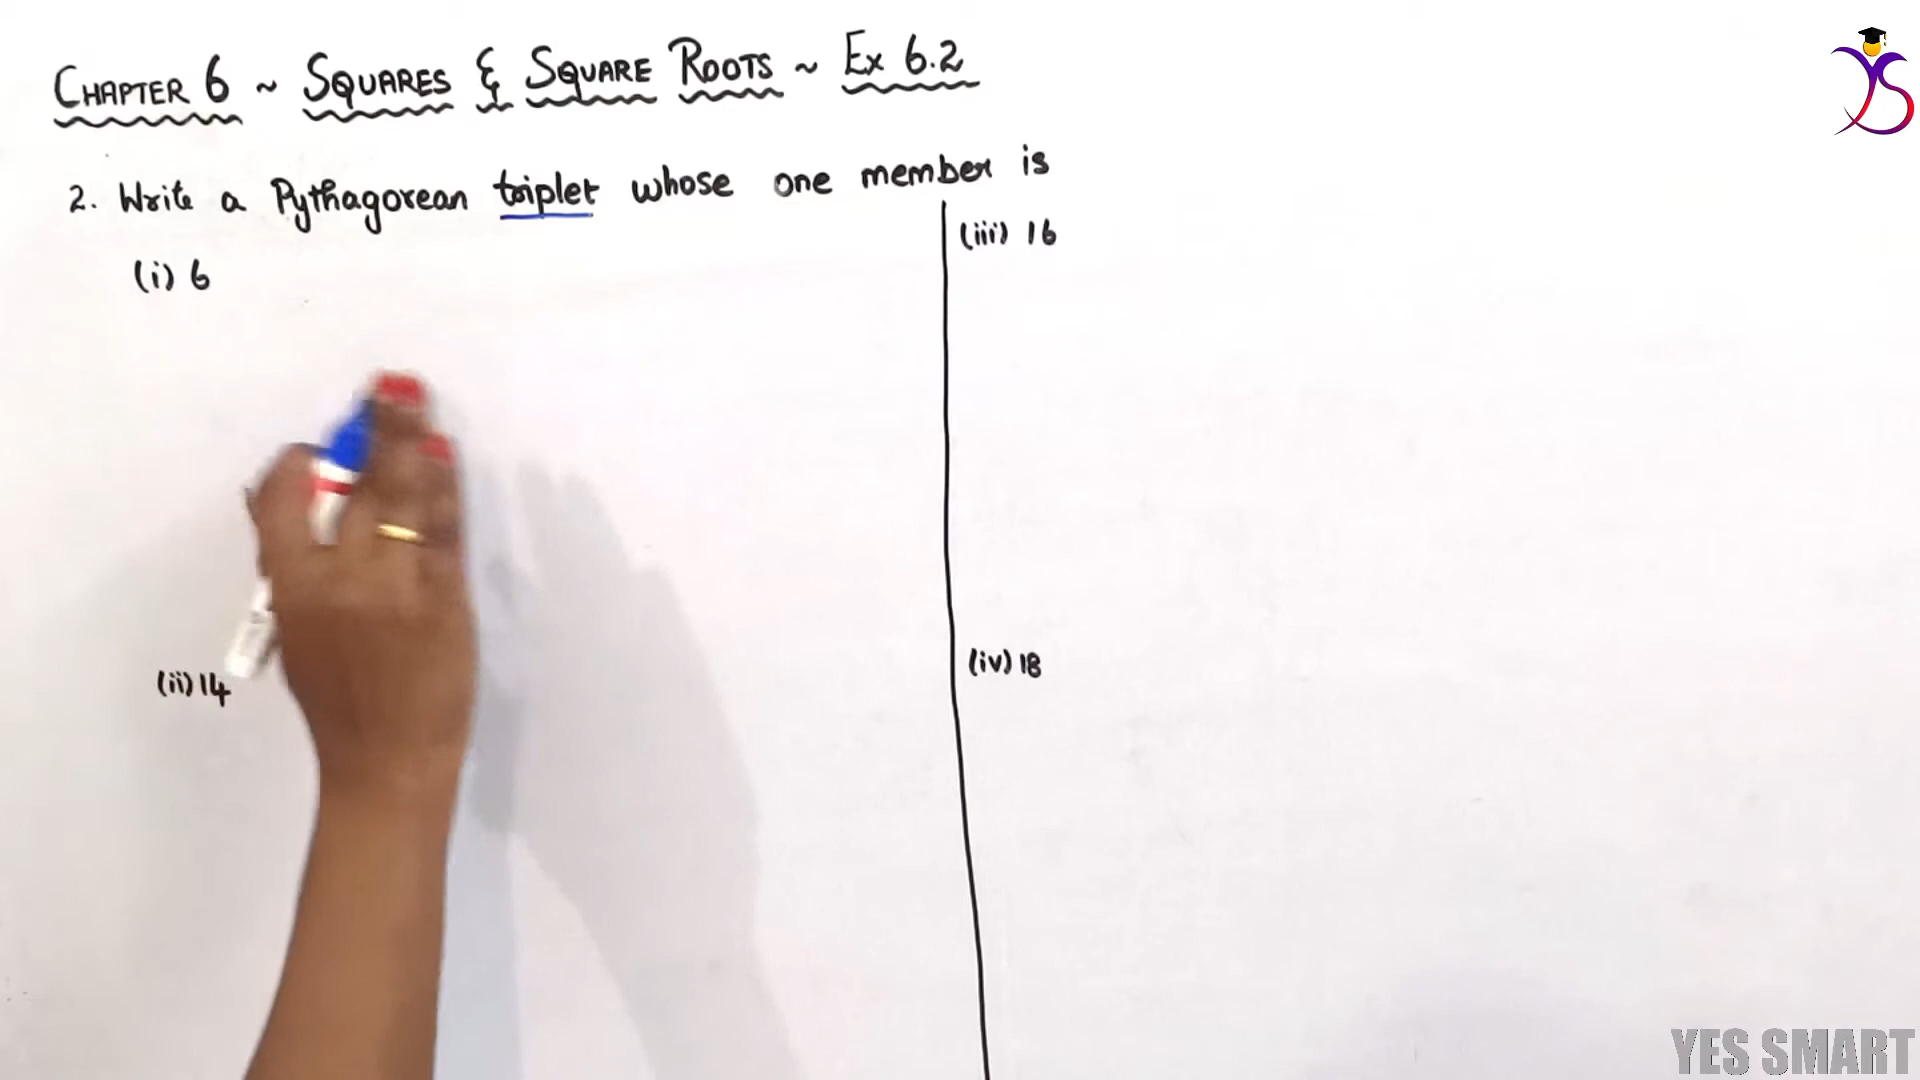 CHAPTER 6 ~ SQUARES & SQUARE ROOTS ~ Ex 6.2
2. Write a Pythagorean triplet whose one member is
(i) 6
(iii) 16
(ii) 14
(iv) 18
YES SMART